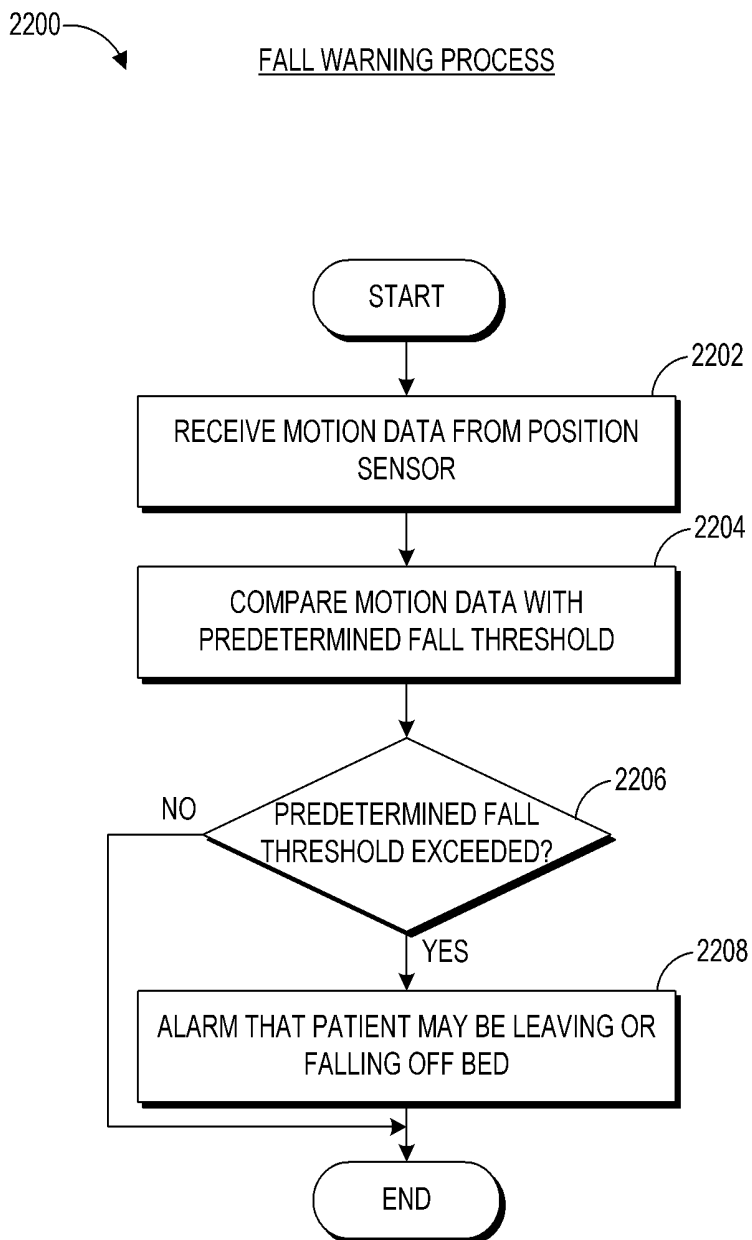 2200
FALL WARNING PROCESS
START
2202
RECEIVE MOTION DATA FROM POSITION
SENSOR
2204
COMPARE MOTION DATA WITH
PREDETERMINED FALL THRESHOLD
2206
NO
PREDETERMINED FALL
THRESHOLD EXCEEDED?
YES
2208
ALARM THAT PATIENT MAY BE LEAVING OR
FALLING OFF BED
END